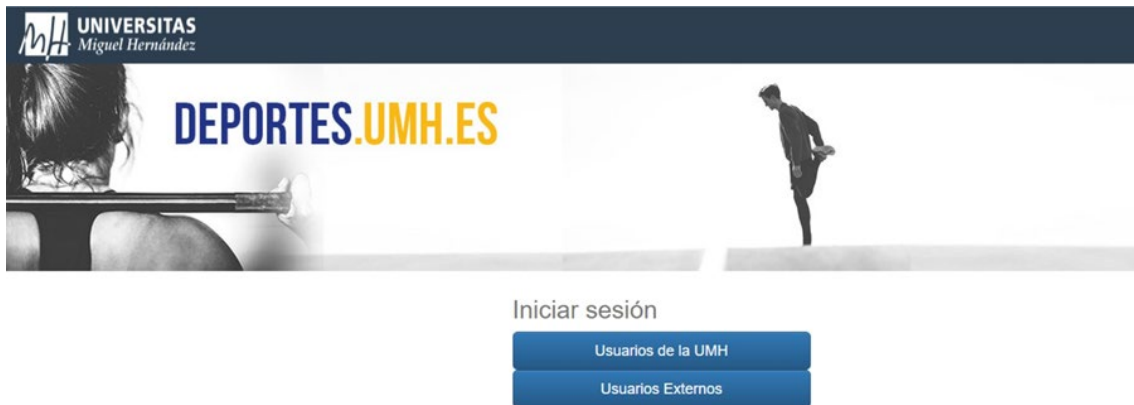 UNIVERSITAS
Miguel Hernández
DEPORTES.UMH.ES
Iniciar sesión
Usuarios de la UMH
Usuarios Externos